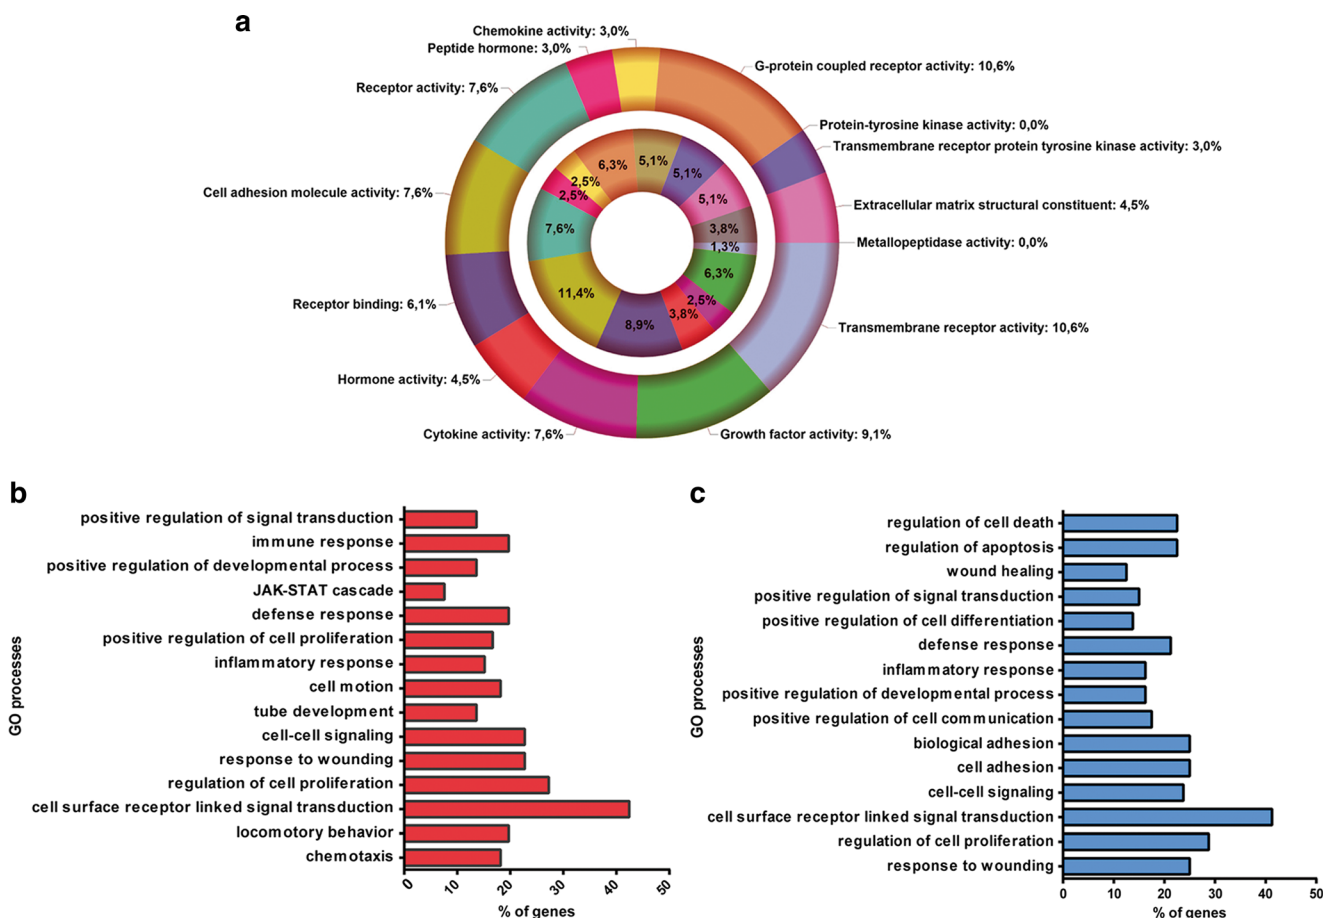 a
Chemokine activity: 3,0%
Peptide hormone: 3,0%
G-protein coupled receptor activity: 10,6%
Receptor activity: 7,6%
Protein-tyrosine kinase activity: 0,0%
Transmembrane receptor protein tyrosine kinase activity: 3,0%
Cell adhesion molecule activity: 7,6%
Extracellular matrix structural constituent: 4,5%
Metallopeptidase activity: 0,0%
Receptor binding: 6,1%
Transmembrane receptor activity: 10,6%
Hormone activity: 4,5%
Cytokine activity: 7,6%
Growth factor activity: 9,1%
6,3%
5,1%
5,1%
5,1%
3,8%
1,3%
6,3%
2,5%
3,8%
8,9%
11,4%
7,6%
2,5%
2,5%
b
GO processes
positive regulation of signal transduction
immune response
positive regulation of developmental process
JAK-STAT cascade
defense response
positive regulation of cell proliferation
inflammatory response
cell motion
tube development
cell-cell signaling
response to wounding
regulation of cell proliferation
cell surface receptor linked signal transduction
locomotory behavior
chemotaxis
0 10 20 30 40 50
% of genes
c
GO processes
regulation of cell death
regulation of apoptosis
wound healing
positive regulation of signal transduction
positive regulation of cell differentiation
defense response
inflammatory response
positive regulation of developmental process
positive regulation of cell communication
biological adhesion
cell adhesion
cell-cell signaling
cell surface receptor linked signal transduction
regulation of cell proliferation
response to wounding
0 10 20 30 40 50
% of genes